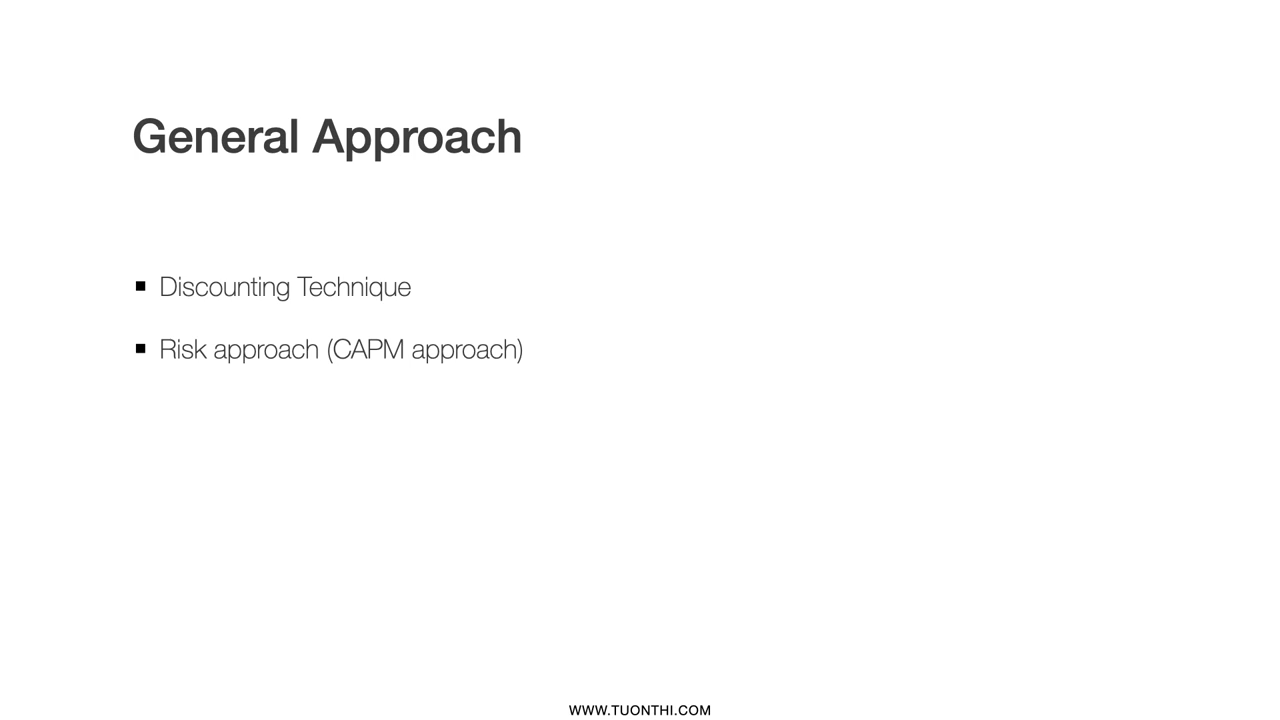 General Approach
▪ Discounting Technique
▪ Risk approach (CAPM approach)
WWW.TUONTHI.COM